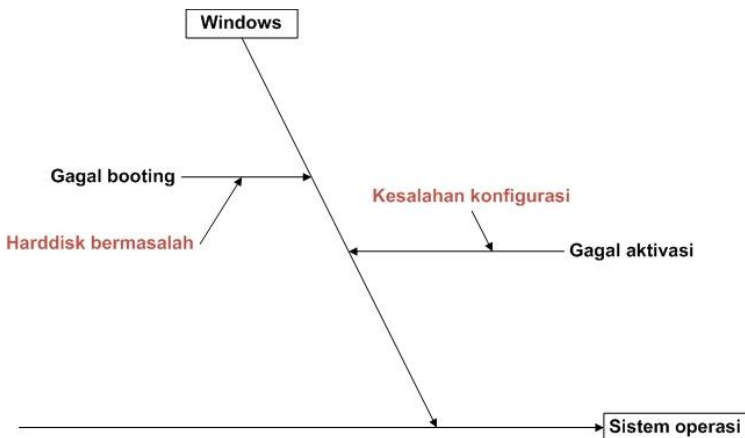 Windows
Gagal booting
Kesalahan konfigurasi
Harddisk bermasalah
Gagal aktivasi
Sistem operasi